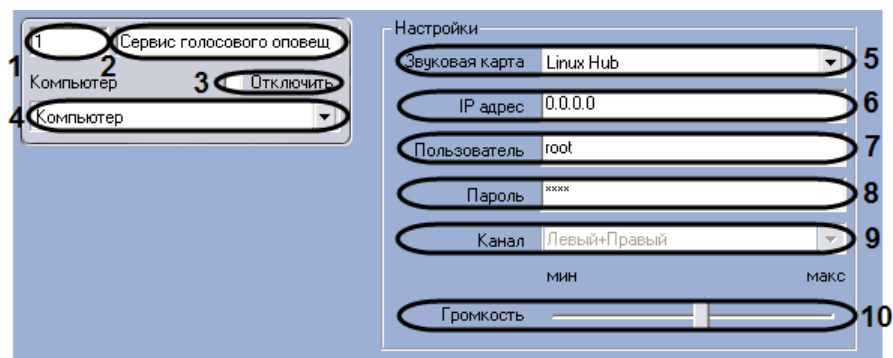 1
Сервис голосового оповещ
1
2
Компьютер
3
Отключить
4
Компьютер
Настройки
Звуковая карта
Linux Hub
5
IP адрес
0.0.0.0
6
Пользователь
root
7
Пароль
****
8
Канал
Левый+Правый
9
мин
макс
Громкость
10